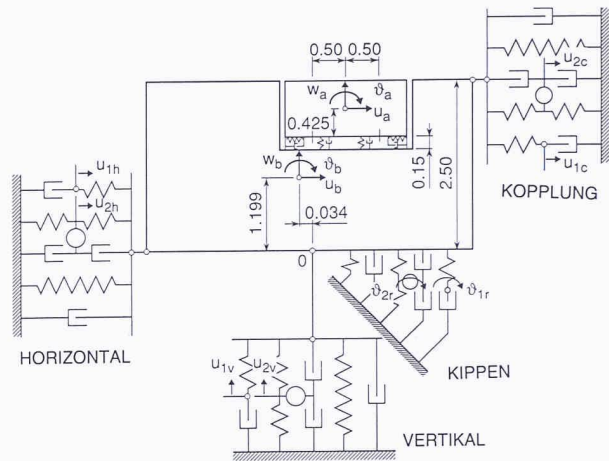 0.50 0.50
w_a ϑ_a
u_a
0.425
u_2c
u_1c
KOPPLUNG
0.15
2.50
w_b ϑ_b
u_b
1.199
0.034
0
u_1h
u_2h
HORIZONTAL
ϑ_2r ϑ_1r
KIPPEN
u_1v u_2v
VERTIKAL